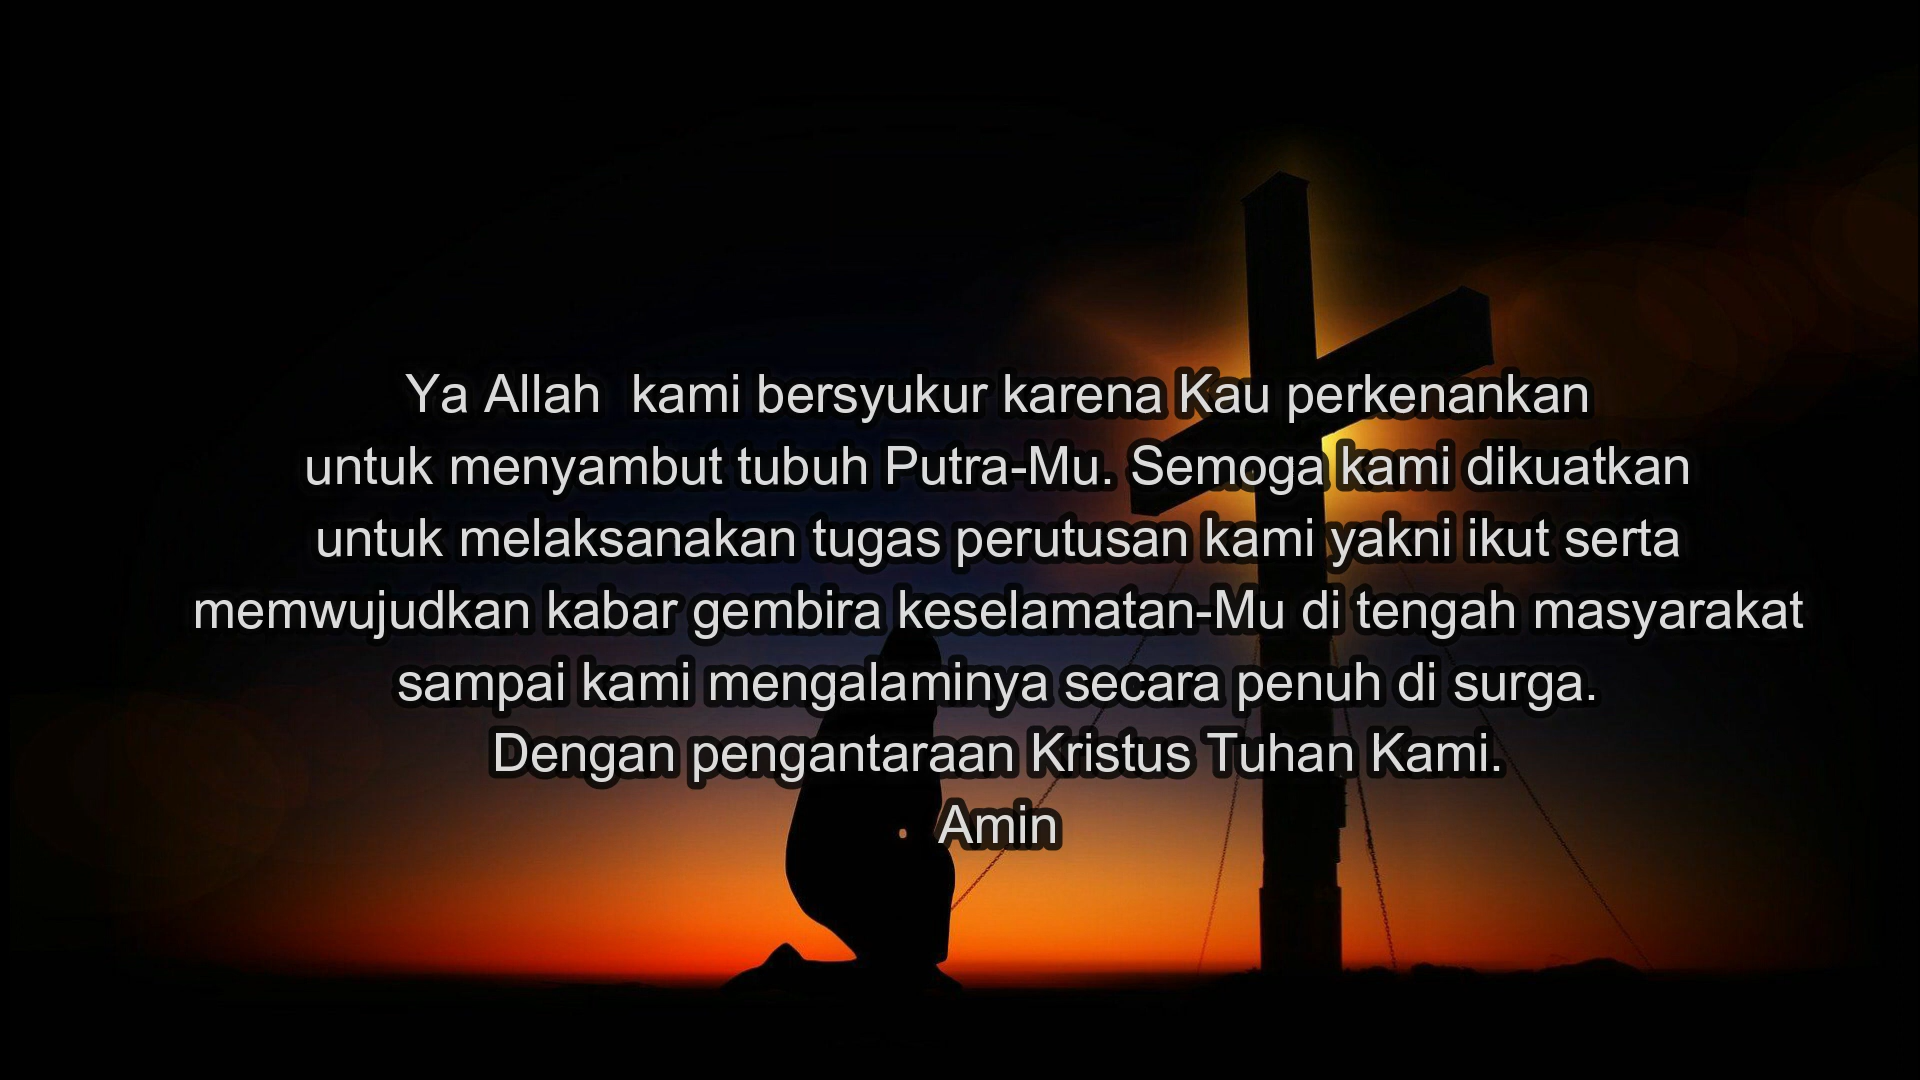 Ya Allah  kami bersyukur karena Kau perkenankan
untuk menyambut tubuh Putra-Mu. Semoga kami dikuatkan
untuk melaksanakan tugas perutusan kami yakni ikut serta
memwujudkan kabar gembira keselamatan-Mu di tengah masyarakat
sampai kami mengalaminya secara penuh di surga.
Dengan pengantaraan Kristus Tuhan Kami.
Amin